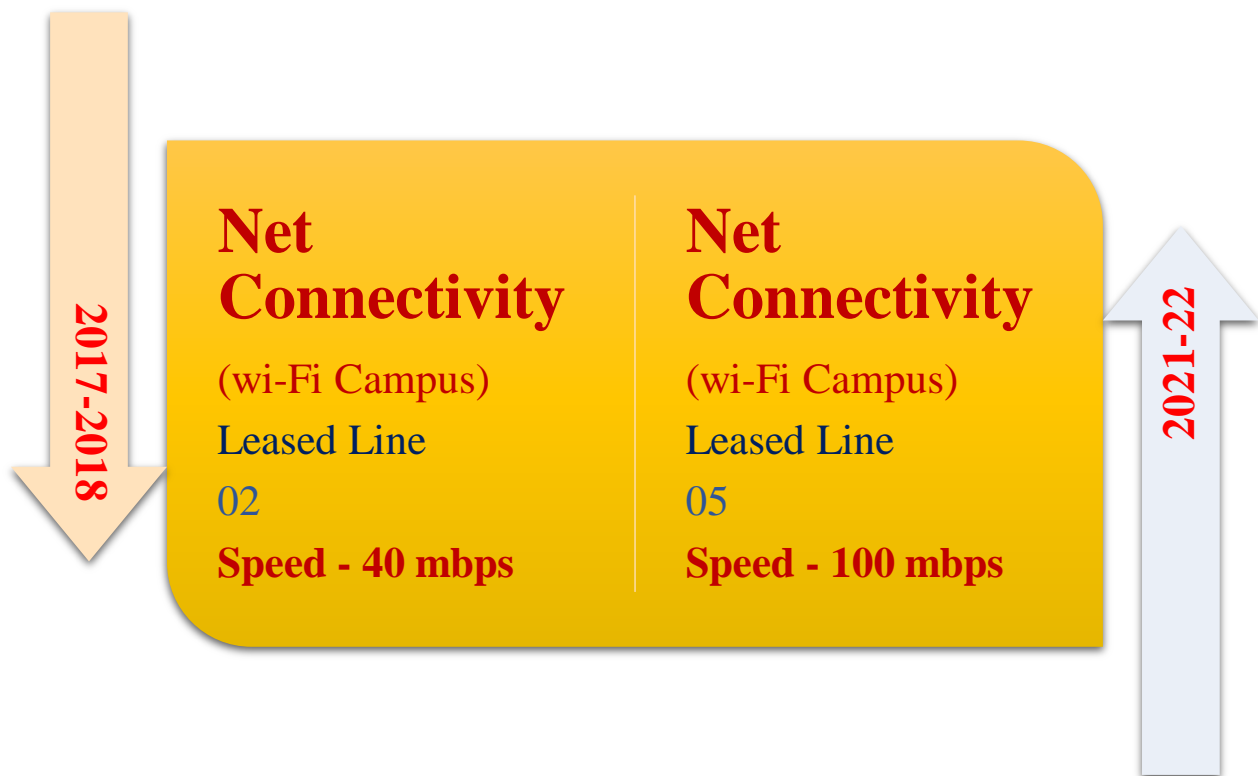 2017-2018
Net
Connectivity
(wi-Fi Campus)
Leased Line
02
Speed - 40 mbps
Net
Connectivity
(wi-Fi Campus)
Leased Line
05
Speed - 100 mbps
2021-22